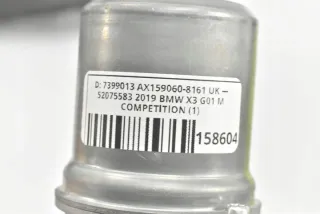 D: 7399013 AX159060-8161 UK —
52075583 2019 BMW X3 G01 M
COMPETITION (1)
158604